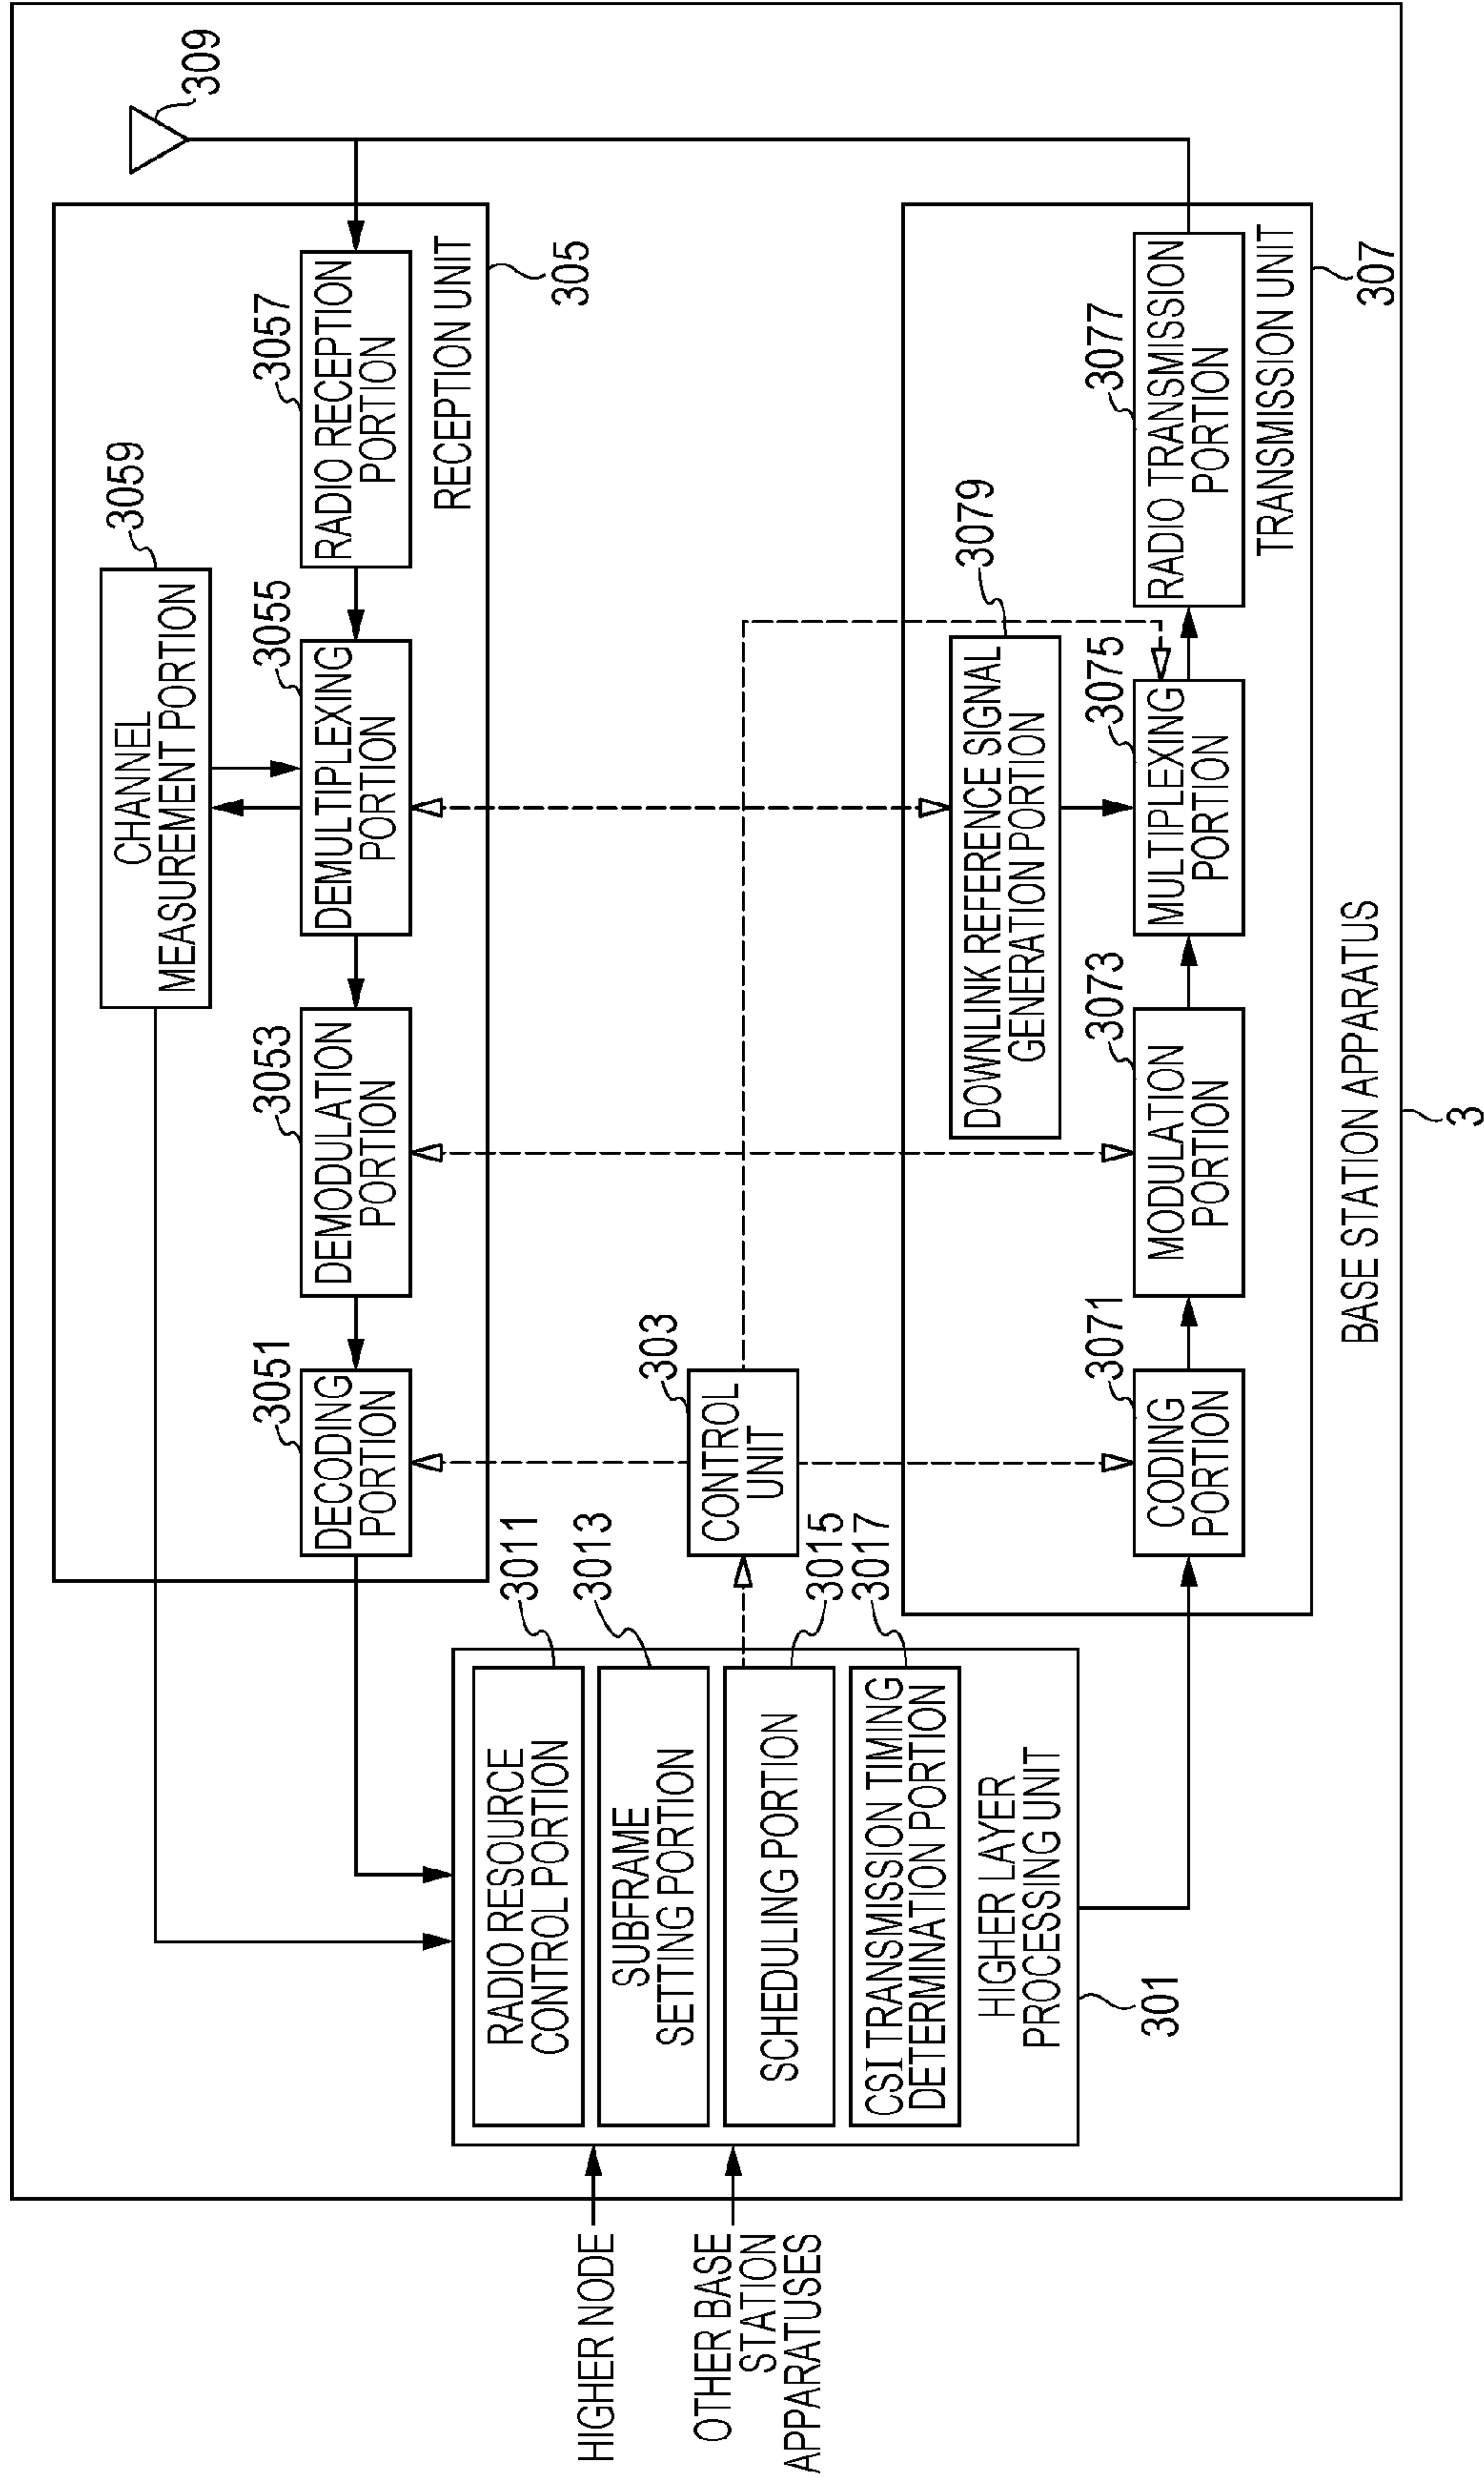 HIGHER NODE
OTHER BASE
STATION
APPARATUSES
RADIO RESOURCE
CONTROL PORTION
3011
SUBFRAME
SETTING PORTION
3013
SCHEDULING PORTION
3015
CSI TRANSMISSION TIMING
DETERMINATION PORTION
3017
HIGHER LAYER
PROCESSING UNIT
301
CONTROL
UNIT
303
CHANNEL
MEASUREMENT PORTION
3059
DECODING
PORTION
3051
DEMODULATION
PORTION
3053
DEMULTIPLEXING
PORTION
3055
RADIO RECEPTION
PORTION
3057
RECEPTION UNIT
305
309
DOWNLINK REFERENCE SIGNAL
GENERATION PORTION
3079
CODING
PORTION
3071
MODULATION
PORTION
3073
MULTIPLEXING
PORTION
3075
RADIO TRANSMISSION
PORTION
3077
TRANSMISSION UNIT
307
BASE STATION APPARATUS
3